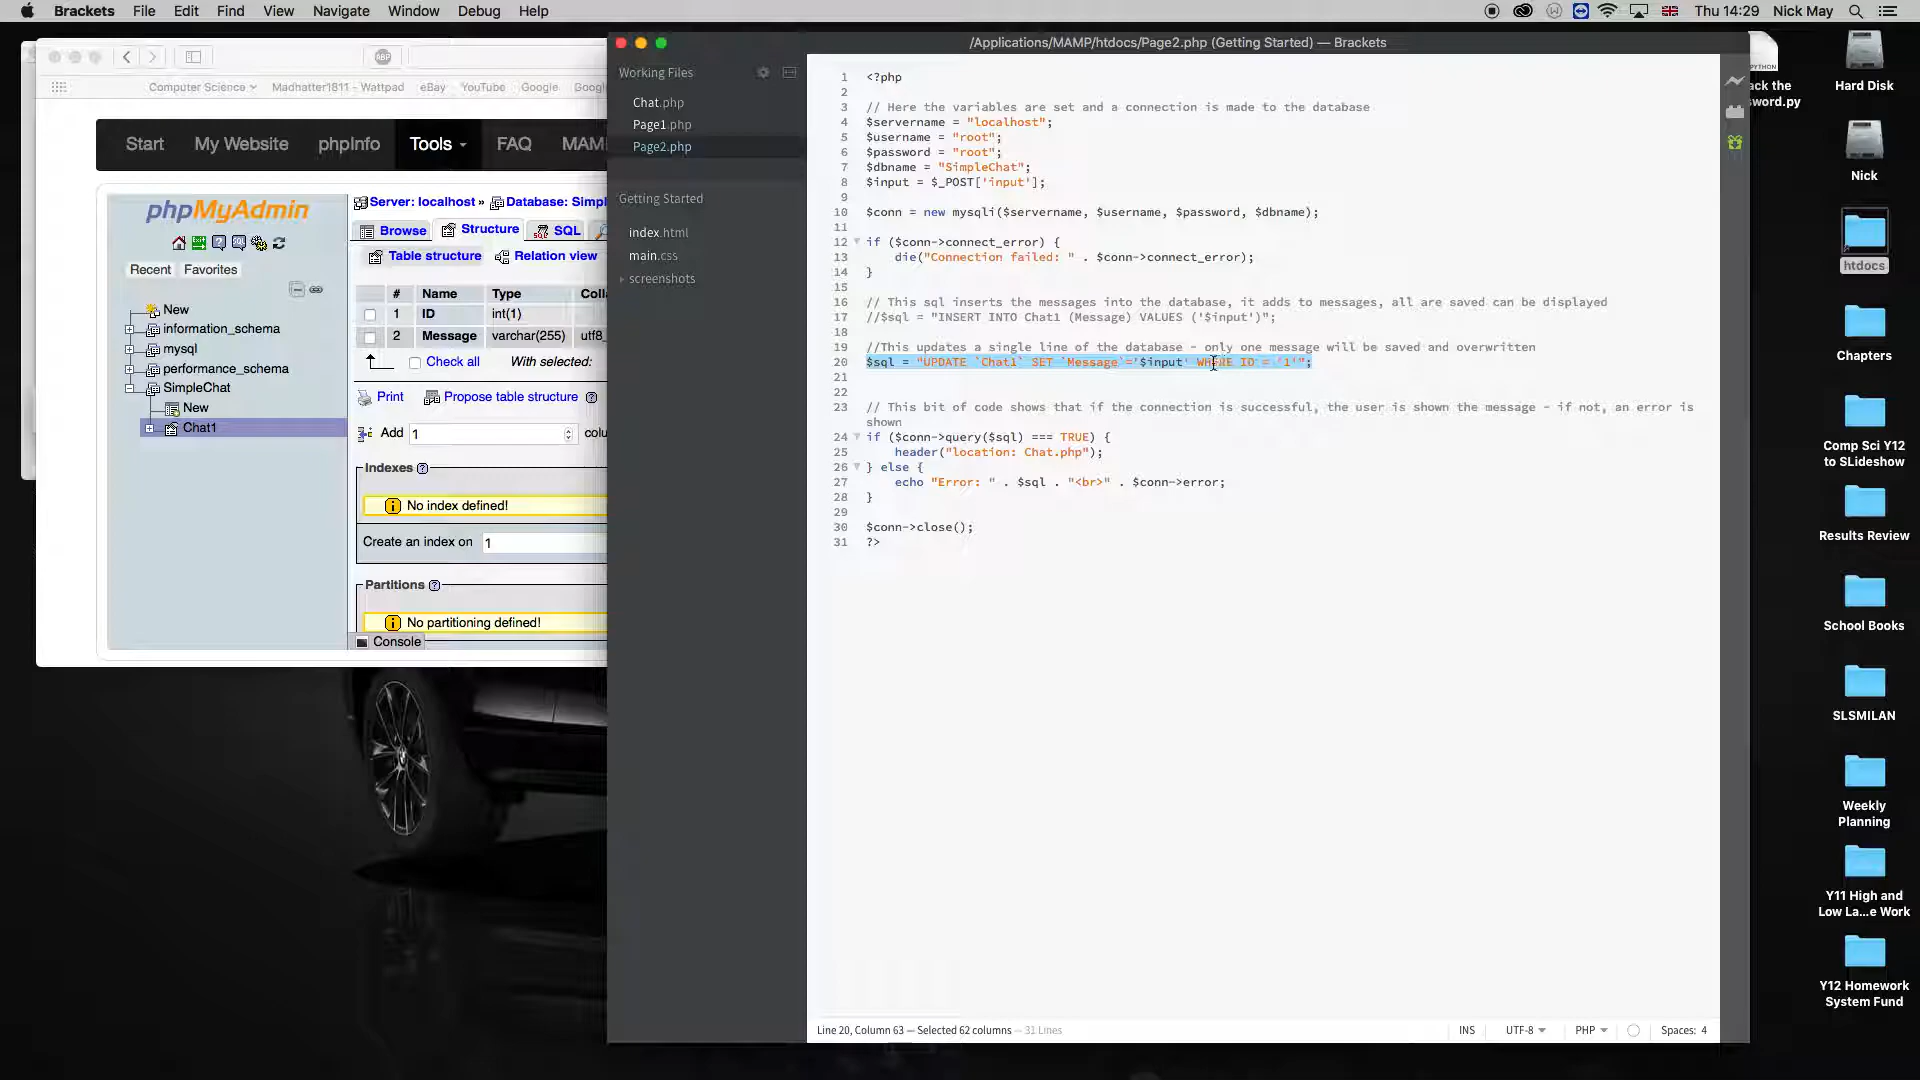 Brackets File Edit Find View Navigate Window Debug Help
Thu 14:29 Nick May
ABP
Computer Science Madhatter1811 - Wattpad eBay YouTube Google
Start My Website phpInfo Tools FAQ MAM
phpMyAdmin
Recent Favorites
New
information_schema
mysql
performance_schema
SimpleChat
New
Chat1
Server: localhost » Database: Simpl
Browse Structure SQL
Table structure Relation view
# Name Type Coll
1 ID int(1)
2 Message varchar(255) utf8_
Check all With selected:
Print Propose table structure
Add 1 colu
Indexes
No index defined!
Create an index on 1
Partitions
No partitioning defined!
Console
/Applications/MAMP/htdocs/Page2.php (Getting Started) — Brackets
Working Files
Chat.php
Page1.php
Page2.php
Getting Started
index.html
main.css
screenshots
1 <?php
2
3 // Here the variables are set and a connection is made to the database
4 $servername = "localhost";
5 $username = "root";
6 $password = "root";
7 $dbname = "SimpleChat";
8 $input = $_POST['input'];
9
10 $conn = new mysqli($servername, $username, $password, $dbname);
11
12 if ($conn->connect_error) {
13 die("Connection failed: " . $conn->connect_error);
14 }
15
16 // This sql inserts the messages into the database, it adds to messages, all are saved can be displayed
17 //$sql = "INSERT INTO Chat1 (Message) VALUES ('$input')";
18
19 //This updates a single line of the database - only one message will be saved and overwritten
20 $sql = "UPDATE `Chat1` SET `Message`='$input' WHERE ID = '1'";
21
22
23 // This bit of code shows that if the connection is successful, the user is shown the message - if not, an error is
shown
24 if ($conn->query($sql) === TRUE) {
25 header("location: Chat.php");
26 } else {
27 echo "Error: " . $sql . "<br>" . $conn->error;
28 }
29
30 $conn->close();
31 ?>
Line 20, Column 63 — Selected 62 columns — 31 Lines
INS UTF-8 PHP Spaces: 4
PYTHON
ack the
sword.py
Hard Disk
Nick
htdocs
Chapters
Comp Sci Y12
to SLideshow
Results Review
School Books
SLSMILAN
Weekly
Planning
Y11 High and
Low La...e Work
Y12 Homework
System Fund